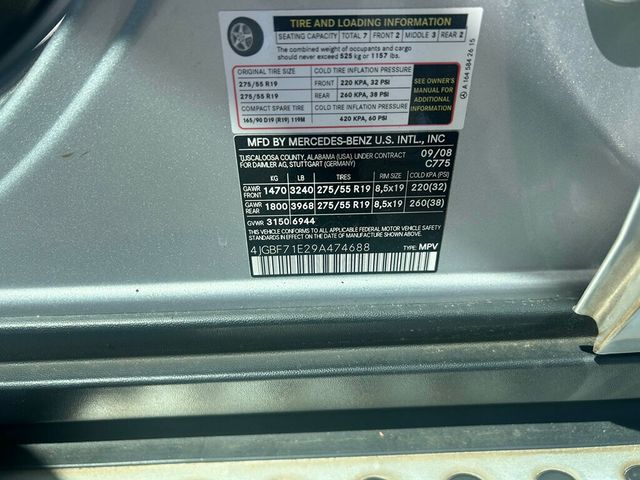 TIRE AND LOADING INFORMATION
SEATING CAPACITY | TOTAL 7 | FRONT 2 | MIDDLE 3 | REAR 2
The combined weight of occupants and cargo
should never exceed 525 kg or 1157 lbs.
ORIGINAL TIRE SIZE COLD TIRE INFLATION PRESSURE
275/55 R19 FRONT 220 KPA, 32 PSI
275/55 R19 REAR 260 KPA, 38 PSI
COMPACT SPARE TIRE COLD TIRE INFLATION PRESSURE
165/90 D19 (R19) 119M 420 KPA, 60 PSI
SEE OWNER'S
MANUAL FOR
ADDITIONAL
INFORMATION
A 164 584 26 15
MFD BY MERCEDES-BENZ U.S. INTL., INC
TUSCALOOSA COUNTY, ALABAMA (USA), UNDER CONTRACT 09/08
FOR DAIMLER AG, STUTTGART (GERMANY) C775
KG LB TIRES RIM SIZE COLD KPA (PSI)
GAWR FRONT 1470 3240 275/55 R19 8,5x19 220(32)
GAWR REAR 1800 3968 275/55 R19 8,5x19 260(38)
GVWR 3150 6944
THIS VEHICLE CONFORMS TO ALL APPLICABLE FEDERAL MOTOR VEHICLE SAFETY
STANDARDS IN EFFECT ON THE DATE OF MANUFACTURE SHOWN ABOVE.
4JGBF71E29A474688 TYPE: MPV